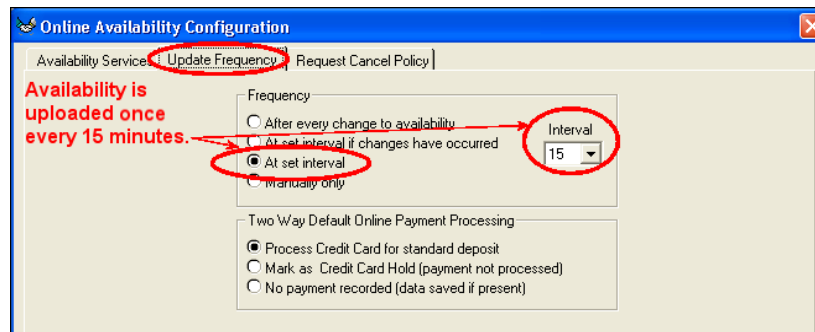 Online Availability Configuration
Availability Services
Update Frequency
Request Cancel Policy
Availability is
uploaded once
every 15 minutes.
Frequency
After every change to availability
At set interval if changes have occurred
At set interval
Manually only
Interval
15
Two Way Default Online Payment Processing
Process Credit Card for standard deposit
Mark as Credit Card Hold (payment not processed)
No payment recorded (data saved if present)